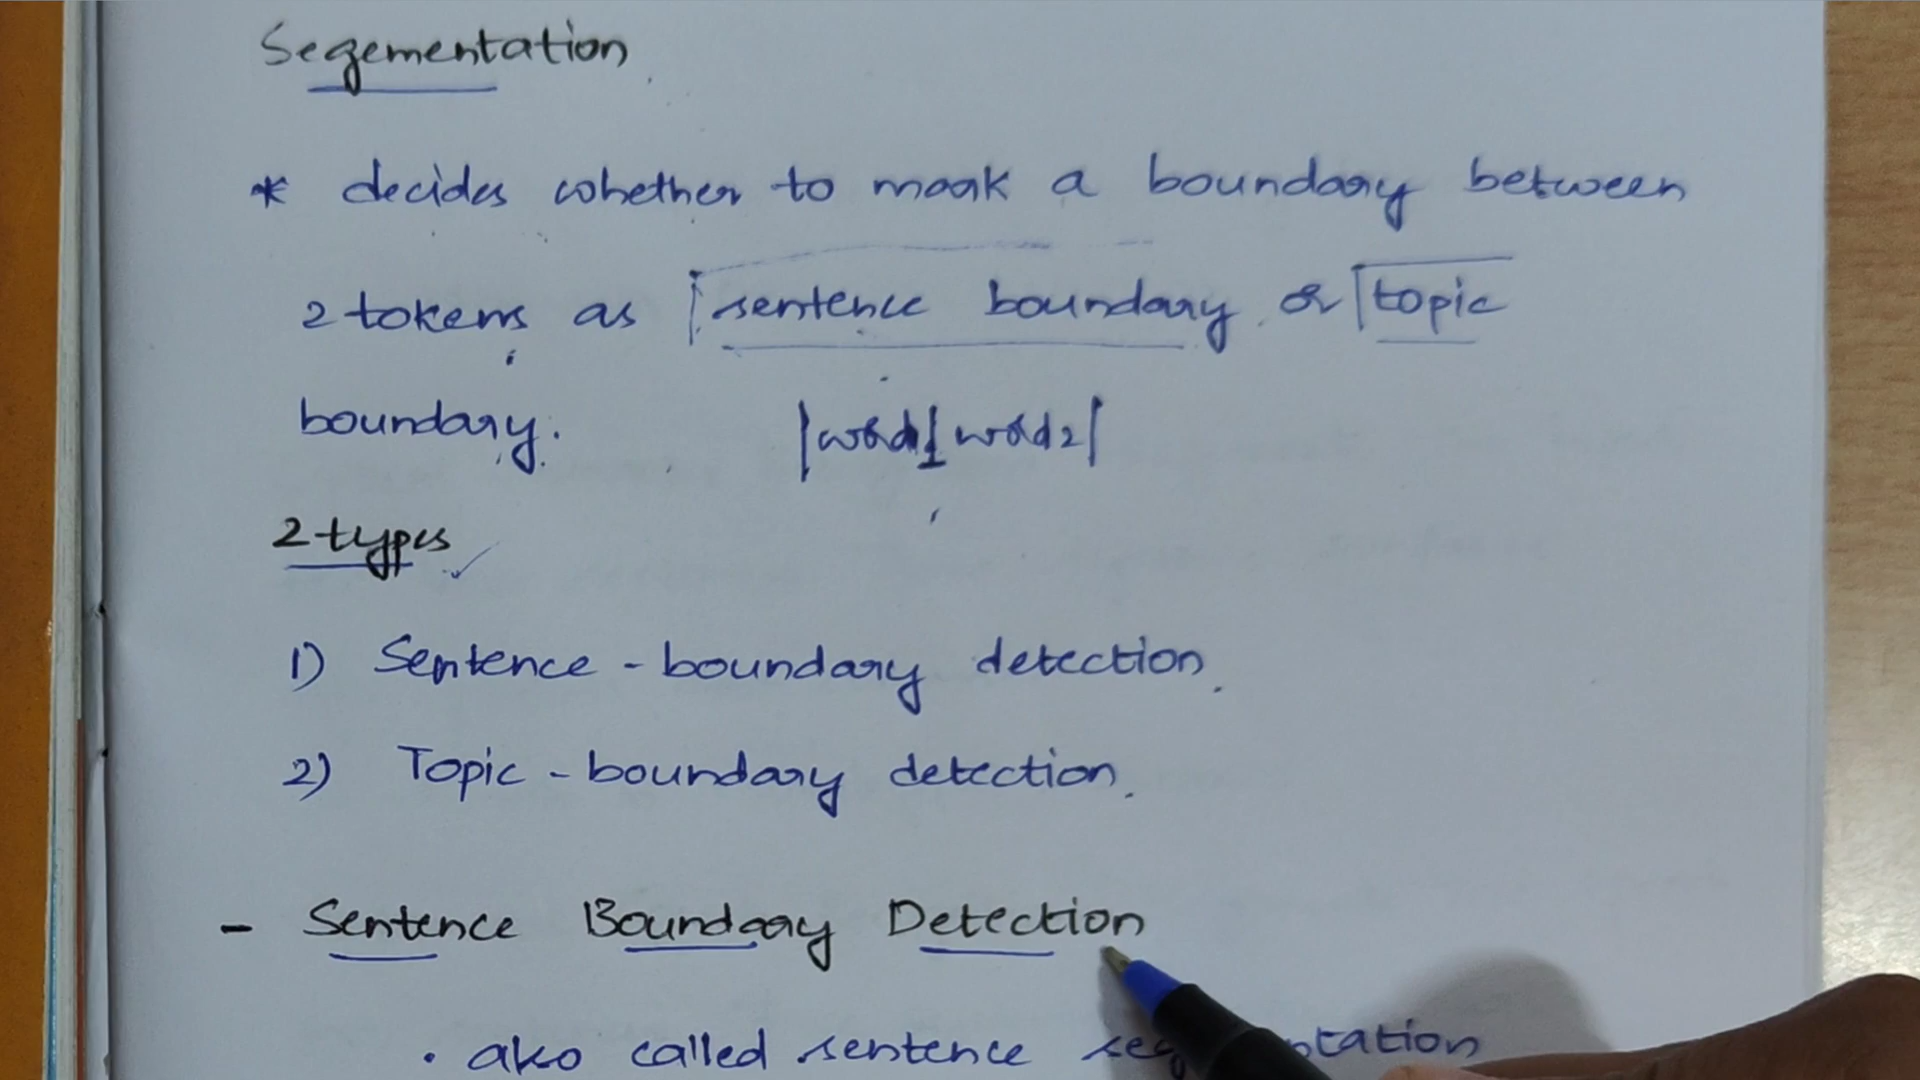 Segementation
* decides whether to mark a boundary between
2 tokens as sentence boundary or topic
boundary.
|word1|word2|
2 types
1) Sentence - boundary detection.
2) Topic - boundary detection.
- Sentence Boundary Detection
. also called sentence